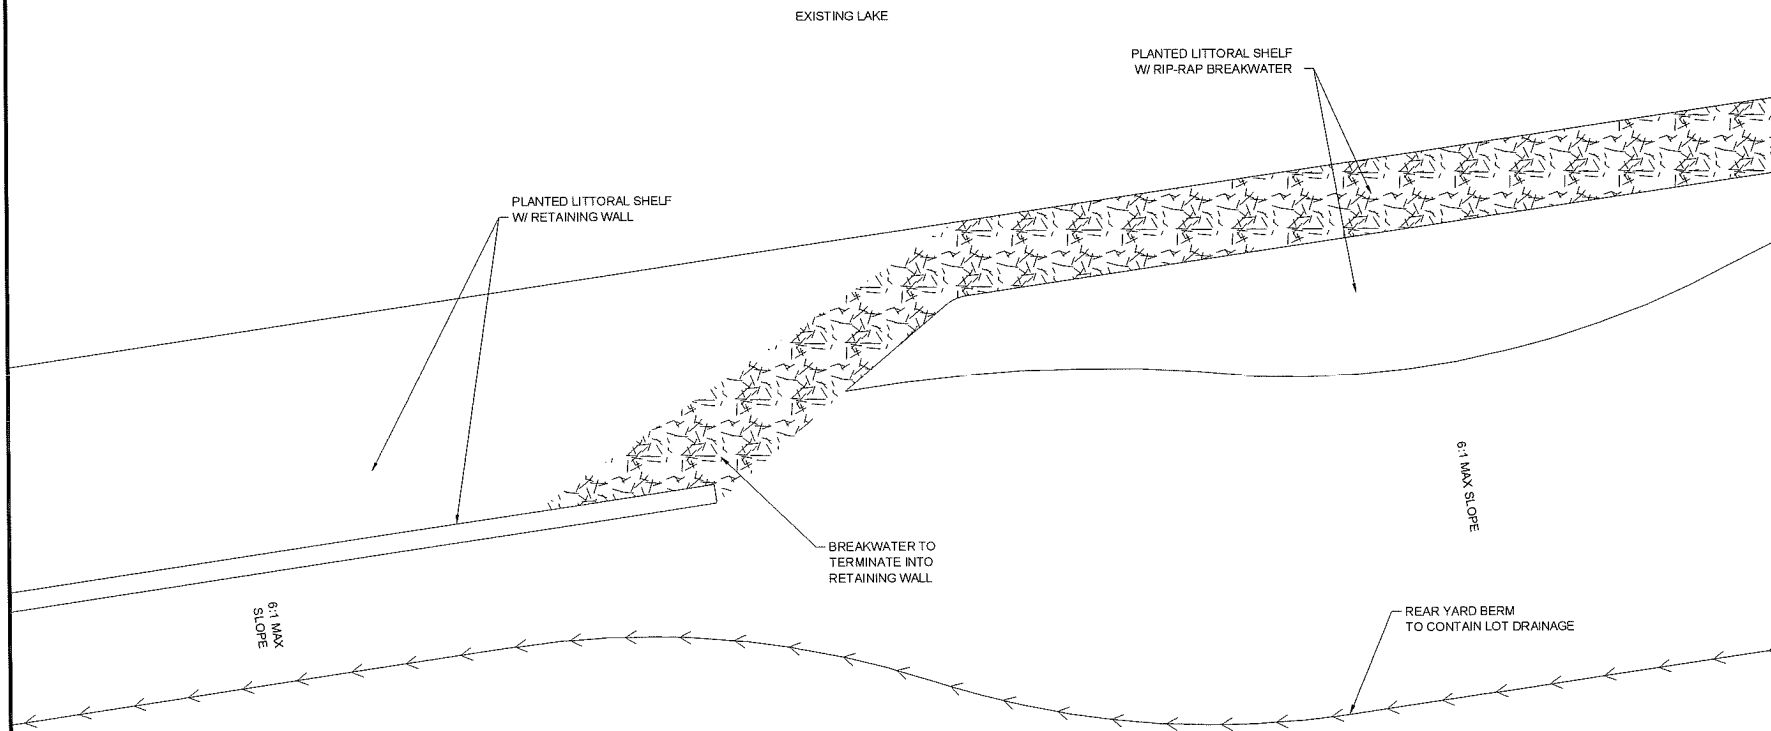 EXISTING LAKE
PLANTED LITTORAL SHELF
W/ RIP-RAP BREAKWATER
PLANTED LITTORAL SHELF
W/ RETAINING WALL
6:1 MAX SLOPE
BREAKWATER TO
TERMINATE INTO
RETAINING WALL
6:1 MAX
SLOPE
REAR YARD BERM
TO CONTAIN LOT DRAINAGE